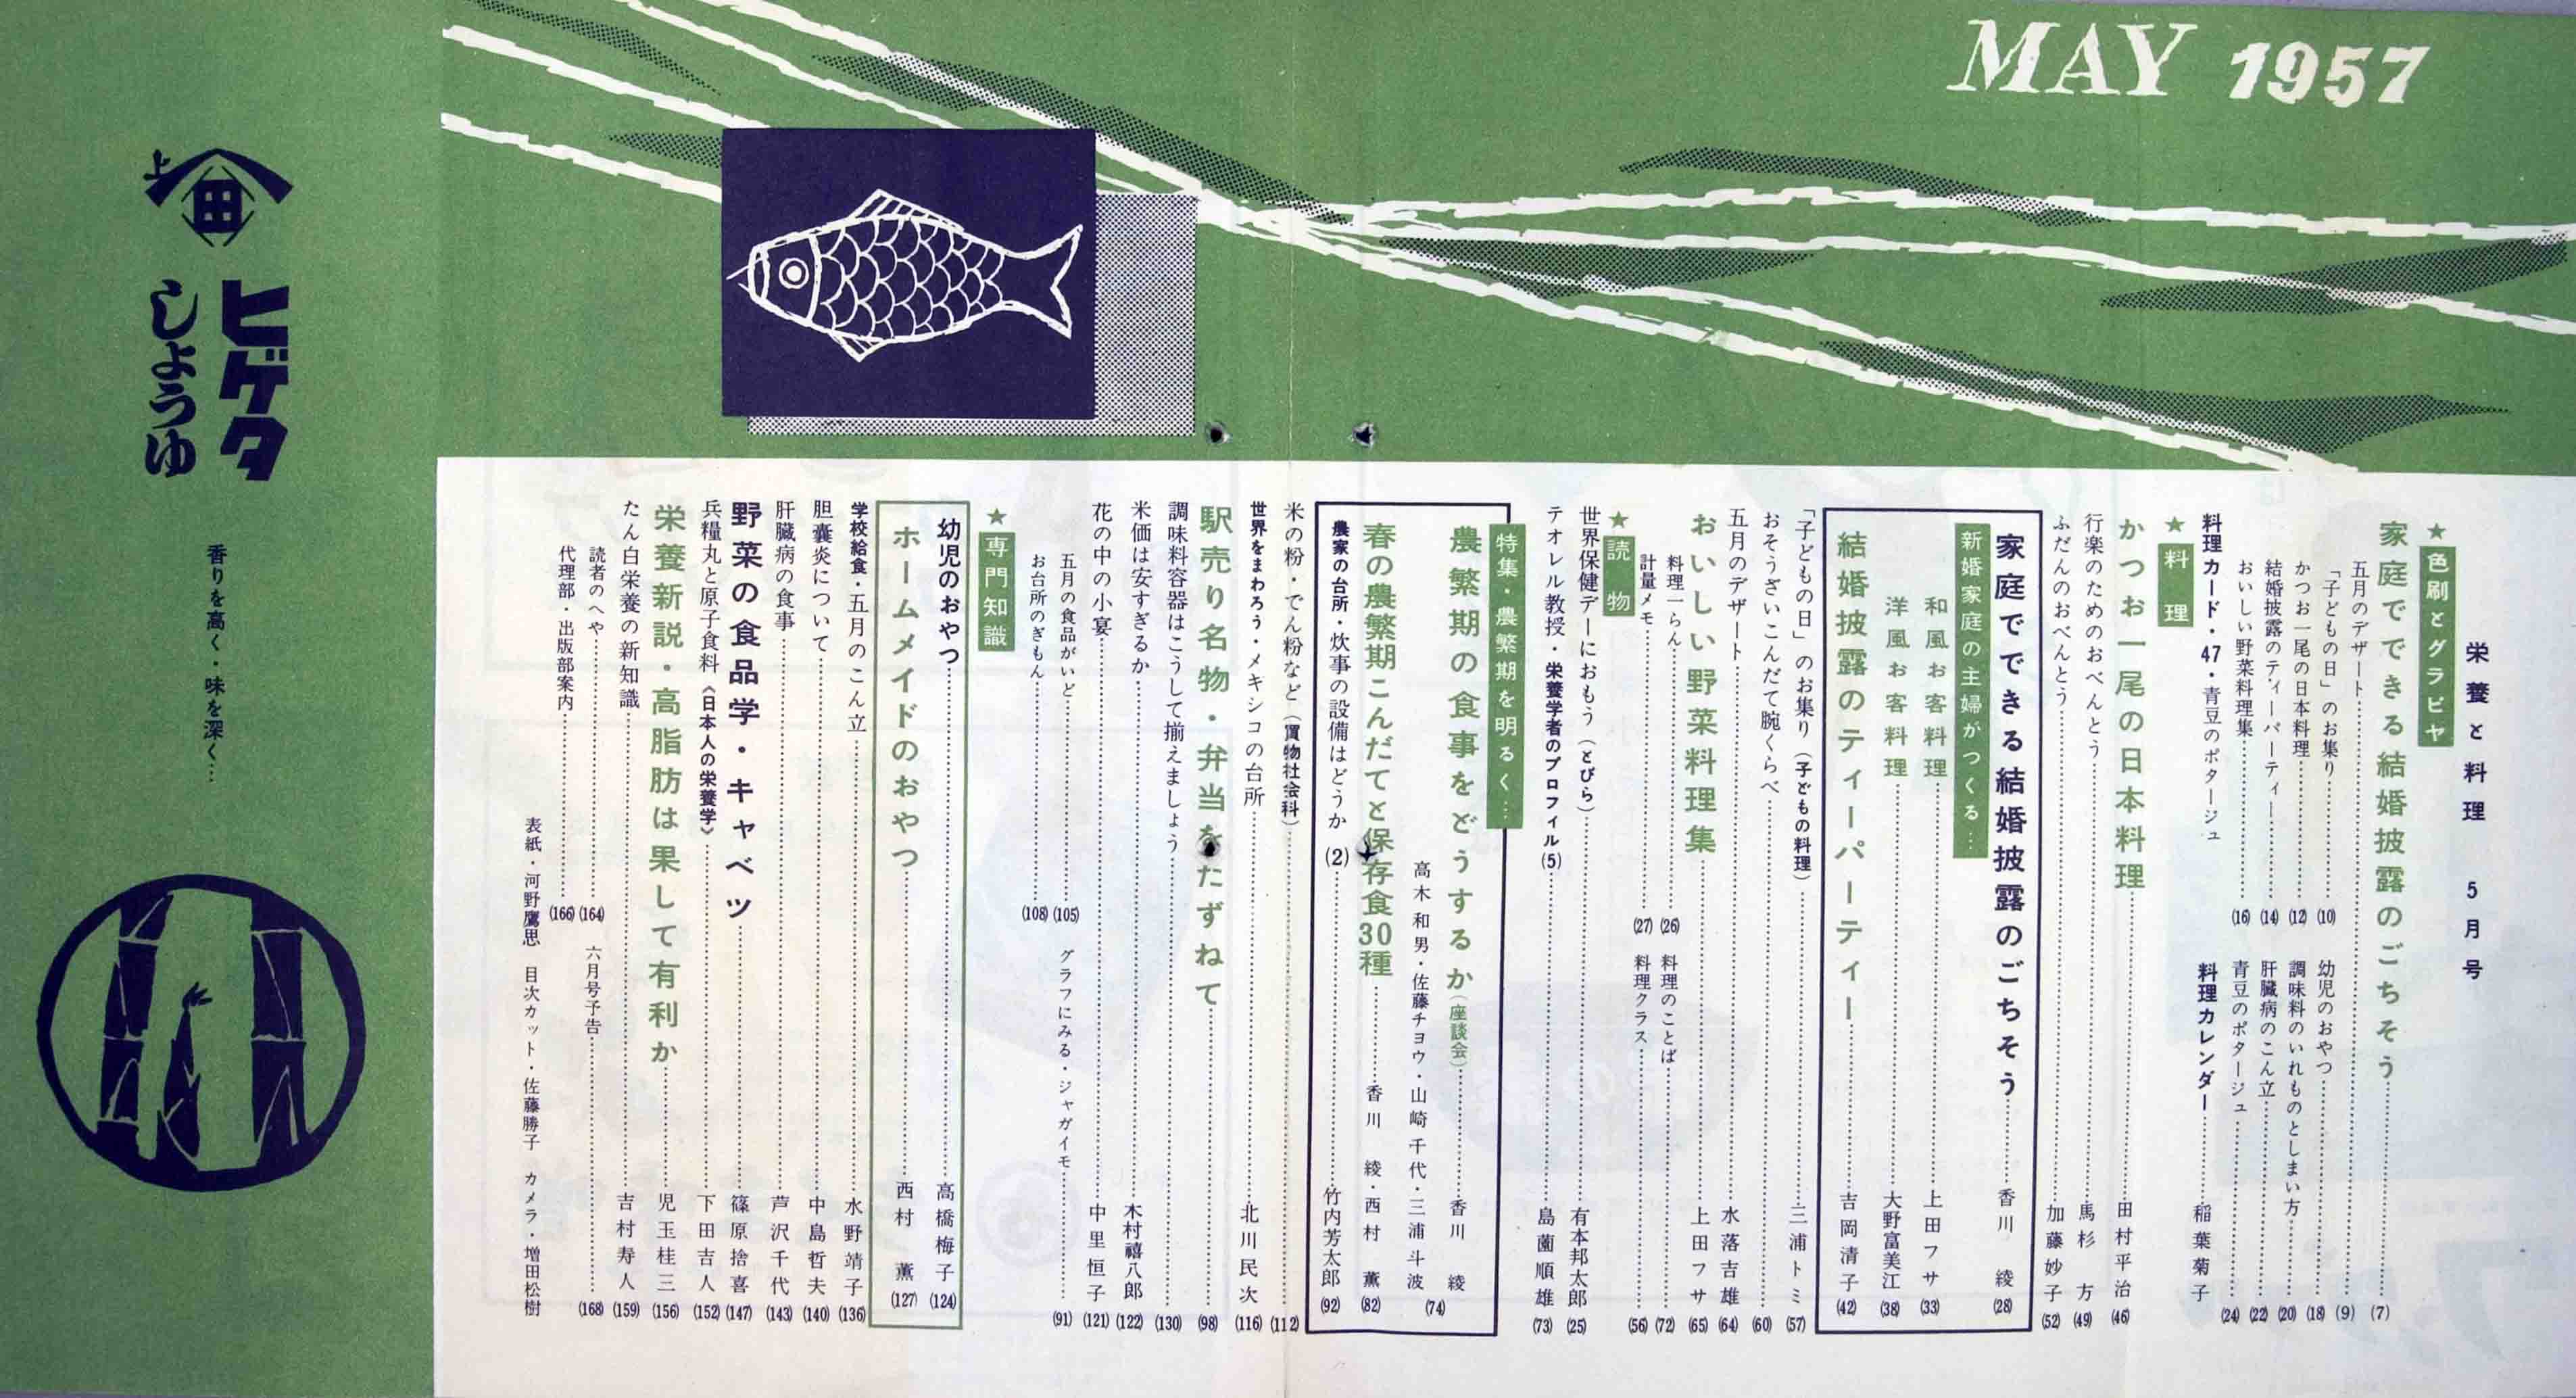 MAY 1957
栄養と料理 5月号
★色刷とグラビヤ
家庭でできる結婚披露のごちそう (7)
五月のデザート (9)
「子どもの日」のお集り (10)
幼児のおやつ (18)
かつお一尾の日本料理 (12)
調味料のいれものとしまい方 (20)
結婚披露のティーパーティー (14)
肝臓病のこん立 (22)
おいしい野菜料理集 (16)
青豆のポタージュ (24)
料理カード・47・青豆のポタージュ
料理カレンダー 稲葉菊子
★料理
かつお一尾の日本料理 田村平治 (46)
行楽のためのおべんとう 馬杉方 (49)
ふだんのおべんとう 加藤妙子 (52)
家庭でできる結婚披露のごちそう 香川綾 (28)
新婚家庭の主婦がつくる…
和風お客料理 上田フサ (33)
洋風お客料理 大野富美江 (38)
結婚披露のティーパーティー 吉岡清子 (42)
「子どもの日」のお集り(子どもの料理) 三浦トミ (57)
おそうざいこんだて腕くらべ (60)
五月のデザート 水落吉雄 (64)
おいしい野菜料理集 上田フサ (65)
料理一らん (26)
料理のことば (72)
計量メモ (27)
料理クラス (56)
★読物
世界保健デーにおもう(とびら) 有本邦太郎 (25)
テオレル教授・栄養学者のプロフィル(5) 島薗順雄 (73)
特集・農繁期を明るく…
農繁期の食事をどうするか(座談会) 香川綾
高木和男・佐藤チヨウ・山崎千代・三浦斗波 (74)
春の農繁期こんだてと保存食30種 香川綾・西村薫 (82)
農家の台所・炊事の設備はどうか(2) 竹内芳太郎 (92)
米の粉・でん粉など(買物社会科) (112)
世界をまわろう・メキシコの台所 北川民次 (116)
駅売り名物・弁当をたずねて (98)
調味料容器はこうして揃えましょう (130)
米価は安すぎるか 木村禧八郎 (122)
花の中の小宴 中里恒子 (121)
五月の食品がいど (105)
グラフにみる・ジャガイモ (91)
お台所のぎもん (108)
★専門知識
幼児のおやつ 高橋梅子 (124)
ホームメイドのおやつ 西村薫 (127)
学校給食・五月のこん立 水野靖子 (136)
胆嚢炎について 中島哲夫 (140)
肝臓病の食事 芦沢千代 (143)
野菜の食品学・キャベツ 篠原捨喜 (147)
兵糧丸と原子食料《日本人の栄養学》 下田吉人 (152)
栄養新説・高脂肪は果して有利か 児玉桂三 (156)
たん白栄養の新知識 吉村寿人 (159)
読者のへや (164)
六月号予告 (168)
代理部・出版部案内 (166)
表紙・河野鷹思 目次カット・佐藤勝子 カメラ・増田松樹
上
田
ヒゲタ
しょうゆ
香りを高く・味を深く…